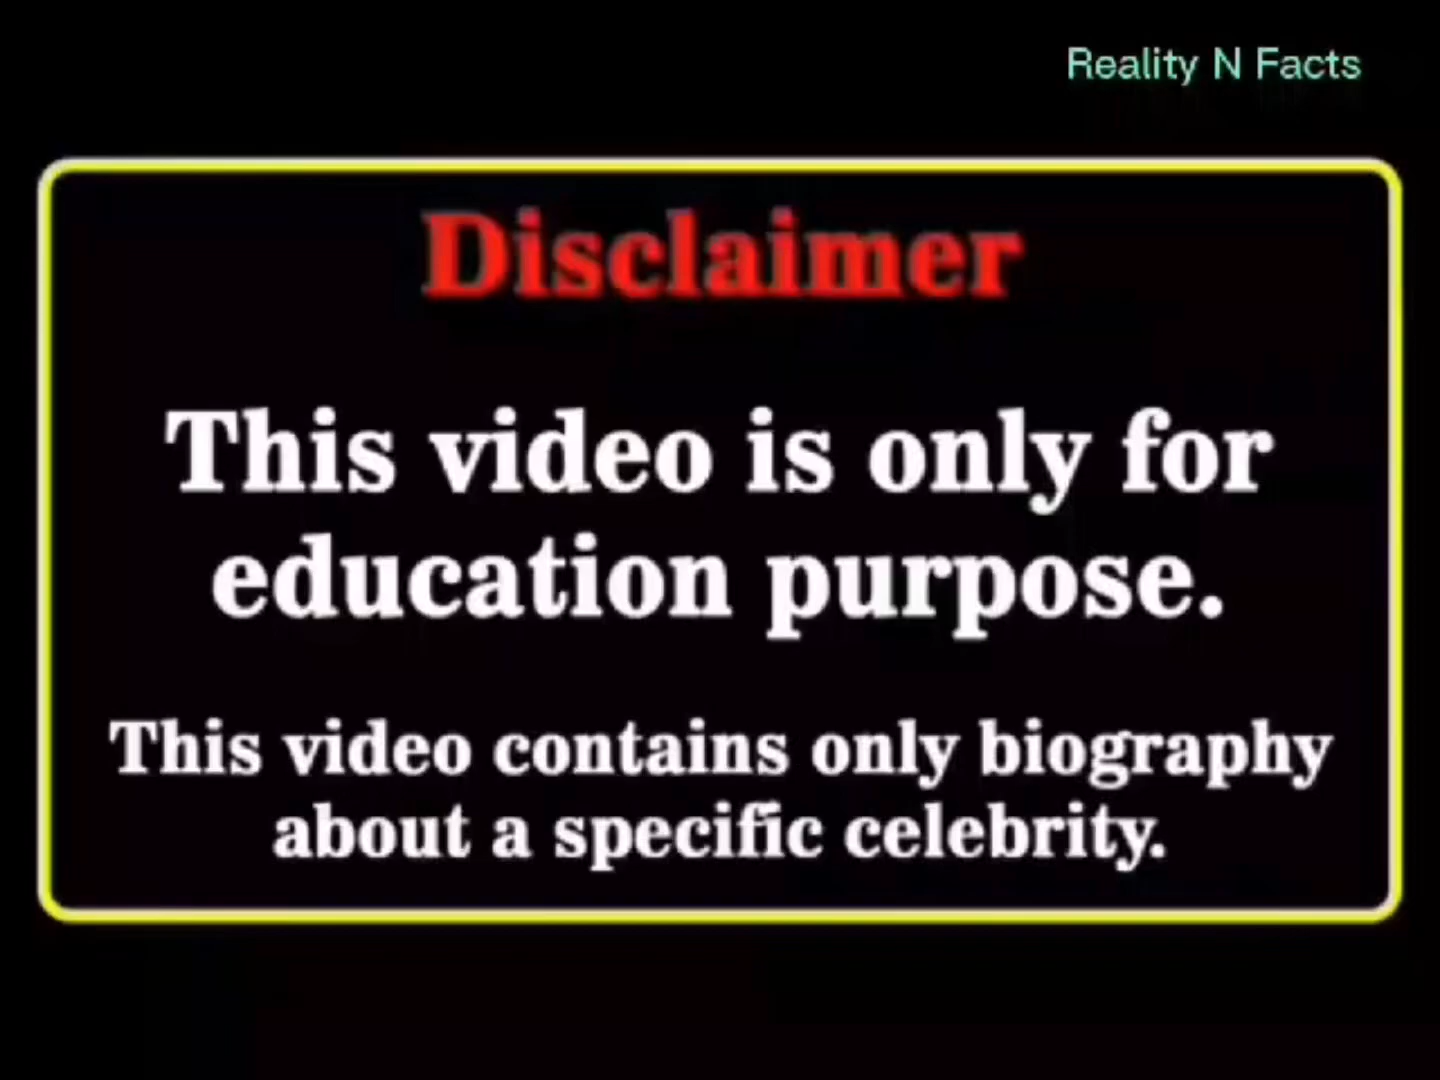 Reality N Facts
Disclaimer
This video is only for
education purpose.
This video contains only biography
about a specific celebrity.